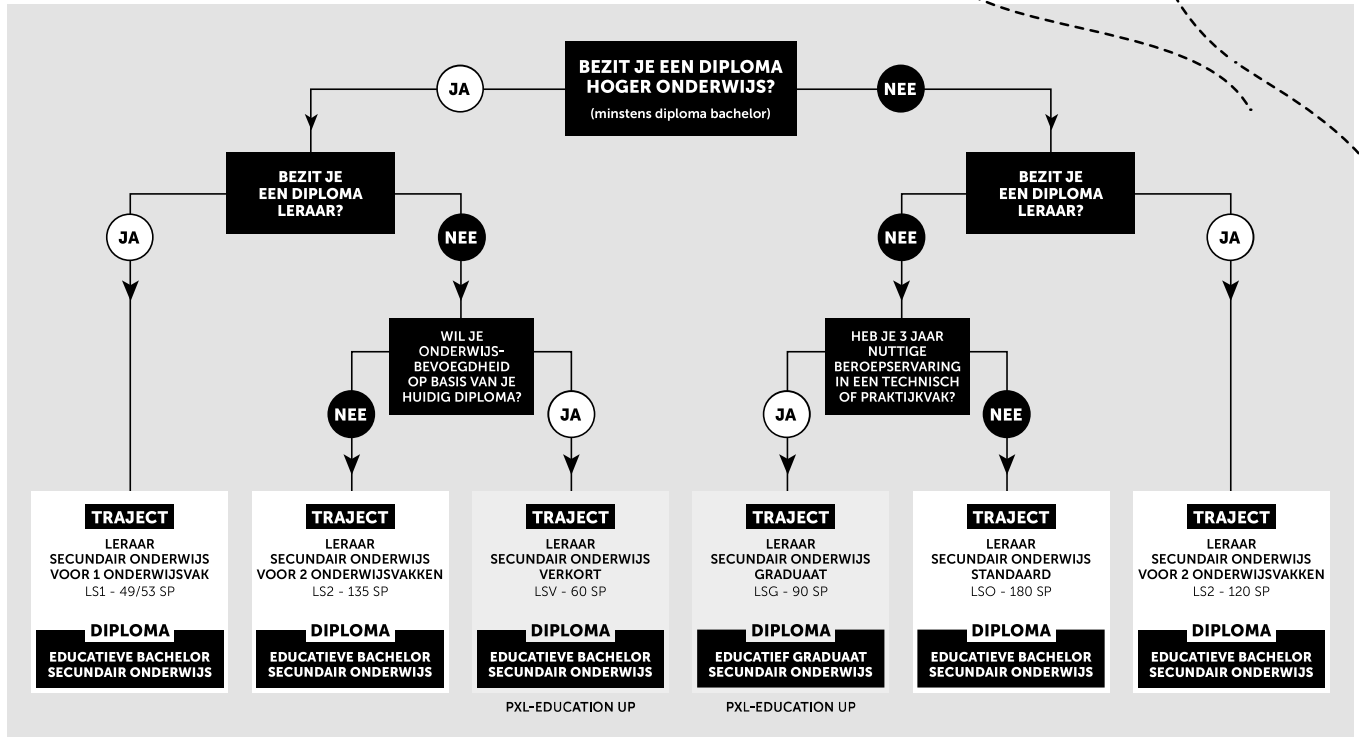 BEZIT JE EEN DIPLOMA
HOGER ONDERWIJS?
(minstens diploma bachelor)
JA
NEE
BEZIT JE
EEN DIPLOMA
LERAAR?
BEZIT JE
EEN DIPLOMA
LERAAR?
JA
NEE
NEE
JA
WIL JE
ONDERWIJS-
BEVOEGDHEID
OP BASIS VAN JE
HUIDIG DIPLOMA?
HEB JE 3 JAAR
NUTTIGE
BEROEPSERVARING
IN EEN TECHNISCH
OF PRAKTIJKVAK?
NEE
JA
JA
NEE
TRAJECT
LERAAR
SECUNDAIR ONDERWIJS
VOOR 1 ONDERWIJSVAK
LS1 - 49/53 SP
DIPLOMA
EDUCATIEVE BACHELOR
SECUNDAIR ONDERWIJS
TRAJECT
LERAAR
SECUNDAIR ONDERWIJS
VOOR 2 ONDERWIJSVAKKEN
LS2 - 135 SP
DIPLOMA
EDUCATIEVE BACHELOR
SECUNDAIR ONDERWIJS
TRAJECT
LERAAR
SECUNDAIR ONDERWIJS
VERKORT
LSV - 60 SP
DIPLOMA
EDUCATIEVE BACHELOR
SECUNDAIR ONDERWIJS
PXL-EDUCATION UP
TRAJECT
LERAAR
SECUNDAIR ONDERWIJS
GRADUAAT
LSG - 90 SP
DIPLOMA
EDUCATIEF GRADUAAT
SECUNDAIR ONDERWIJS
PXL-EDUCATION UP
TRAJECT
LERAAR
SECUNDAIR ONDERWIJS
STANDAARD
LSO - 180 SP
DIPLOMA
EDUCATIEVE BACHELOR
SECUNDAIR ONDERWIJS
TRAJECT
LERAAR
SECUNDAIR ONDERWIJS
VOOR 2 ONDERWIJSVAKKEN
LS2 - 120 SP
DIPLOMA
EDUCATIEVE BACHELOR
SECUNDAIR ONDERWIJS